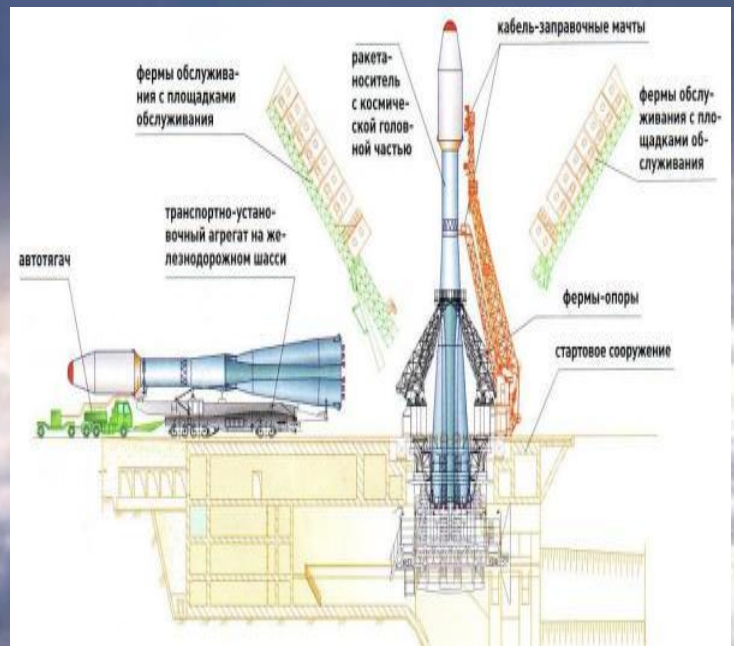 кабель-заправочные мачты
ракета-
носитель
с космиче-
ской голов-
ной частью
фермы обслужива-
ния с площадками
обслуживания
фермы обслу-
живания с пло-
щадками об-
служивания
транспортно-устано-
вочный агрегат на же-
лезнодорожном шасси
автотягач
фермы-опоры
стартовое сооружение